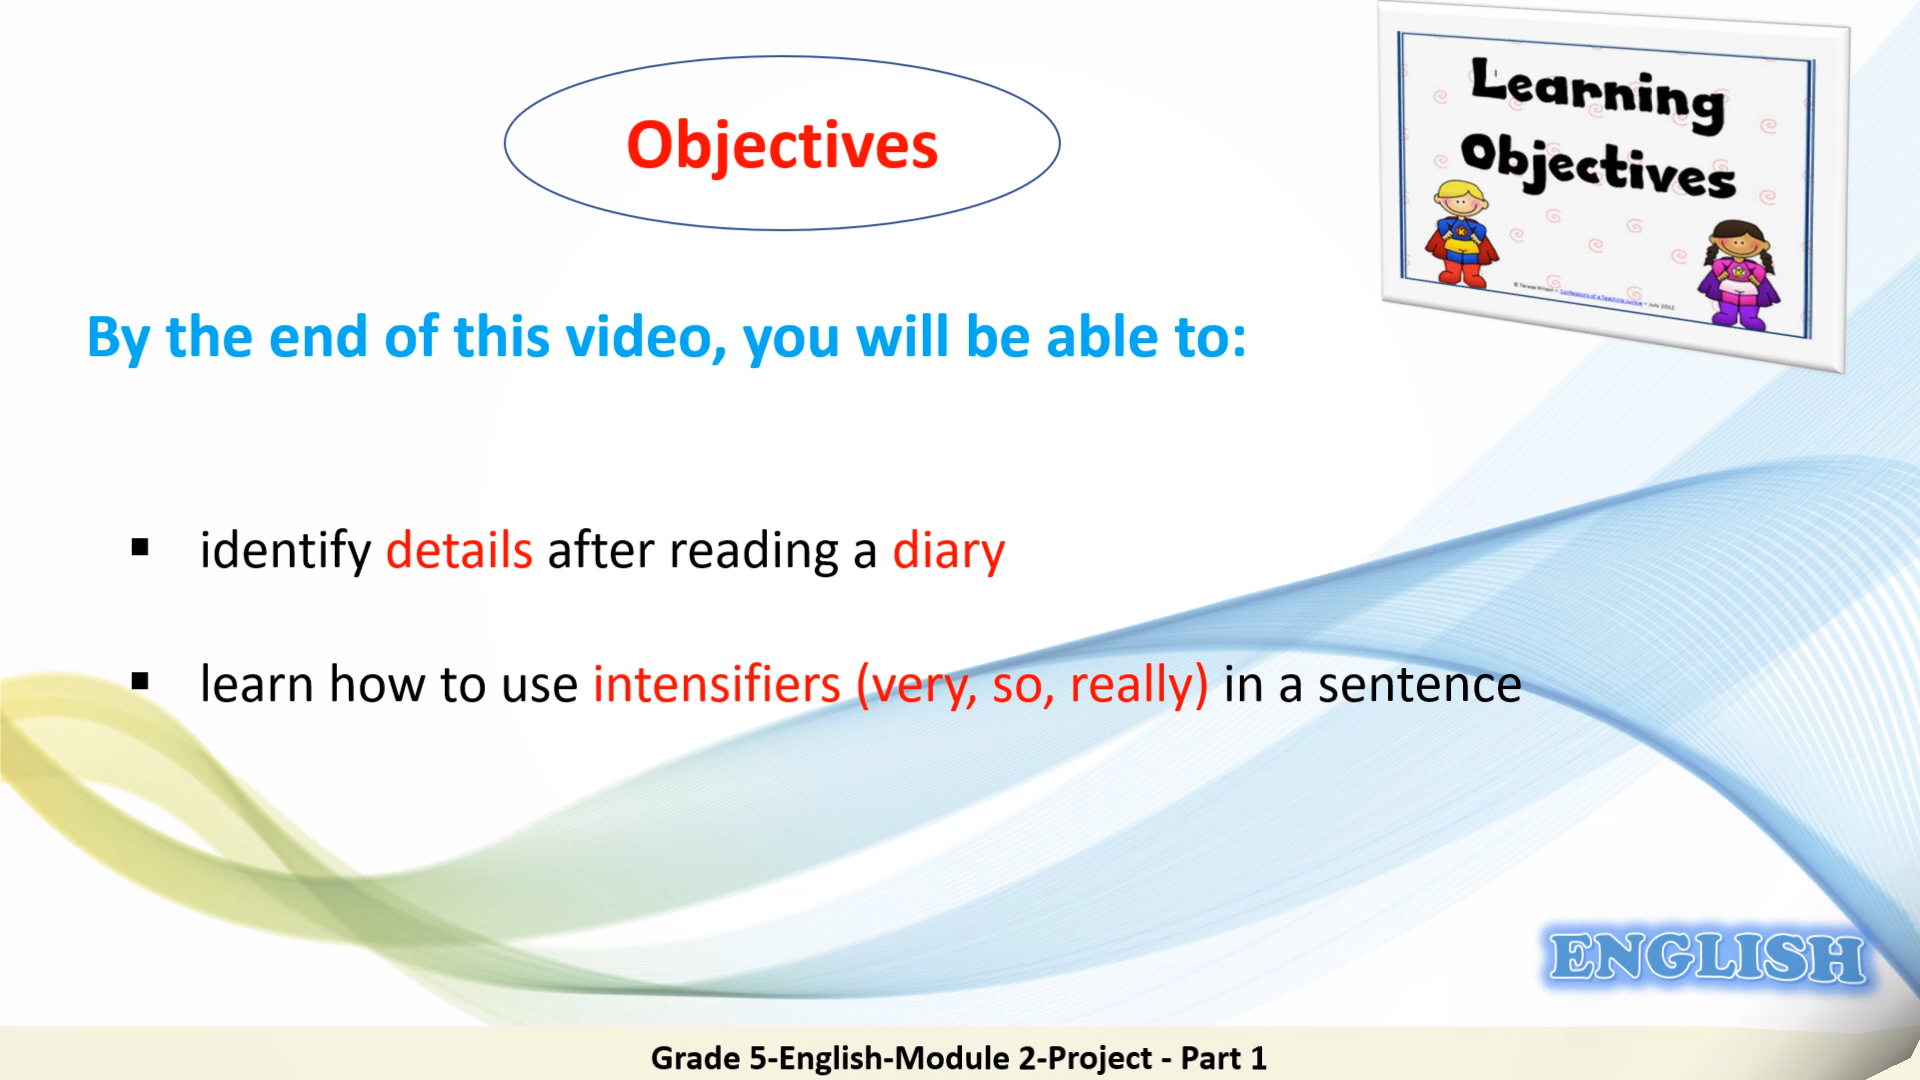 Objectives
Learning
Objectives
By the end of this video, you will be able to:
▪ identify details after reading a diary
▪ learn how to use intensifiers (very, so, really) in a sentence
ENGLISH
Grade 5-English-Module 2-Project - Part 1